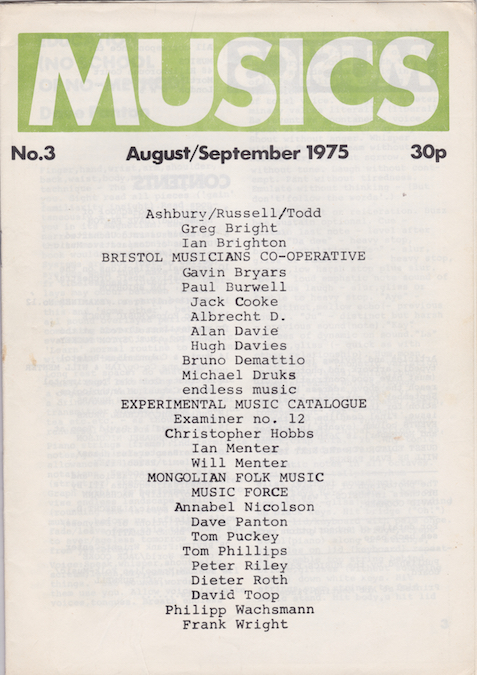 MUSICS
No.3 August/September 1975 30p
Ashbury/Russell/Todd
Greg Bright
Ian Brighton
BRISTOL MUSICIANS CO-OPERATIVE
Gavin Bryars
Paul Burwell
Jack Cooke
Albrecht D.
Alan Davie
Hugh Davies
Bruno Demattio
Michael Druks
endless music
EXPERIMENTAL MUSIC CATALOGUE
Examiner no. 12
Christopher Hobbs
Ian Menter
Will Menter
MONGOLIAN FOLK MUSIC
MUSIC FORCE
Annabel Nicolson
Dave Panton
Tom Puckey
Tom Phillips
Peter Riley
Dieter Roth
David Toop
Philipp Wachsmann
Frank Wright
CONTENTS